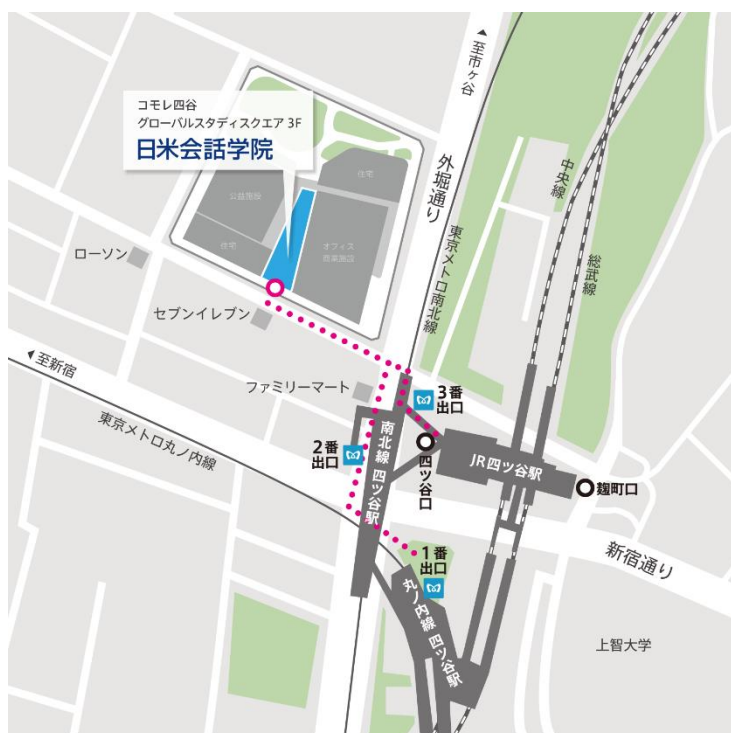 至市ヶ谷
コモレ四谷
グローバルスタディスクエア 3F
日米会話学院
外堀通り
中央線
住宅
公益施設
東京メトロ南北線
ローソン
住宅
オフィス
商業施設
総武線
セブンイレブン
至新宿
ファミリーマート
3番
出口
東京メトロ丸ノ内線
2番
出口
南北線 四ツ谷駅
四ツ谷口
JR四ツ谷駅
麹町口
1番
出口
新宿通り
丸ノ内線 四ツ谷駅
上智大学